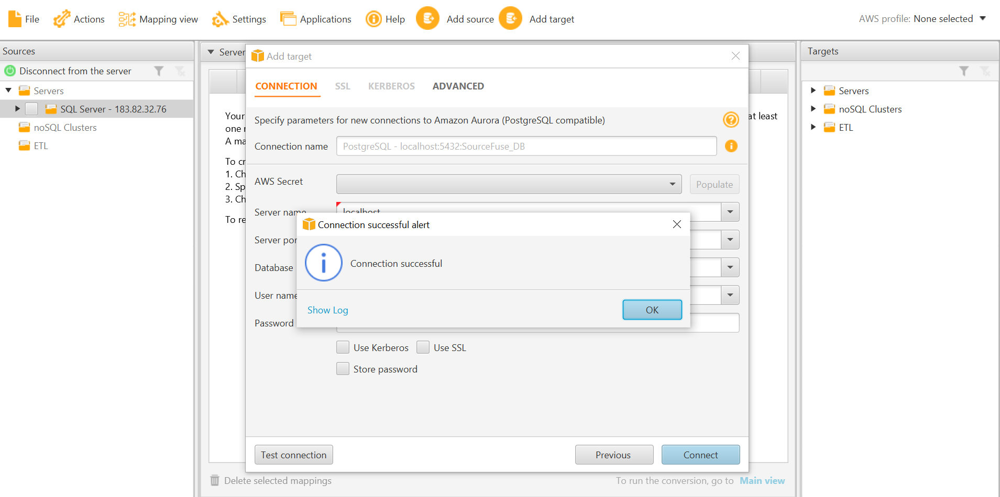 File Actions Mapping view Settings Applications Help Add source Add target AWS profile: None selected
Sources
Disconnect from the server
Servers
SQL Server - 183.82.32.76
noSQL Clusters
ETL
Server
Your
one
A ma
To cr
1. Ch
2. Sp
3. Ch
To re
at least
Add target
CONNECTION SSL KERBEROS ADVANCED
Specify parameters for new connections to Amazon Aurora (PostgreSQL compatible)
Connection name PostgreSQL - localhost:5432:SourceFuse_DB
AWS Secret Populate
Server name localhost
Server por
Database
User name
Password
Connection successful alert
Connection successful
Show Log OK
Use Kerberos Use SSL
Store password
Test connection Previous Connect
Delete selected mappings To run the conversion, go to Main view
Targets
Servers
noSQL Clusters
ETL